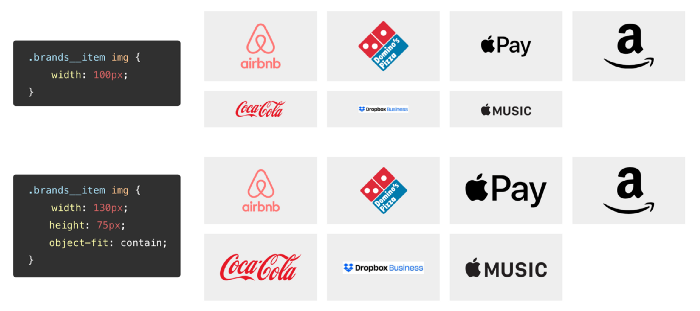 .brands__item img {
width: 100px;
}
airbnb
Domino's
Pizza
Pay
a
Coca-Cola
Dropbox Business
MUSIC
.brands__item img {
width: 130px;
height: 75px;
object-fit: contain;
}
airbnb
Domino's
Pizza
Pay
a
Coca-Cola
Dropbox Business
MUSIC